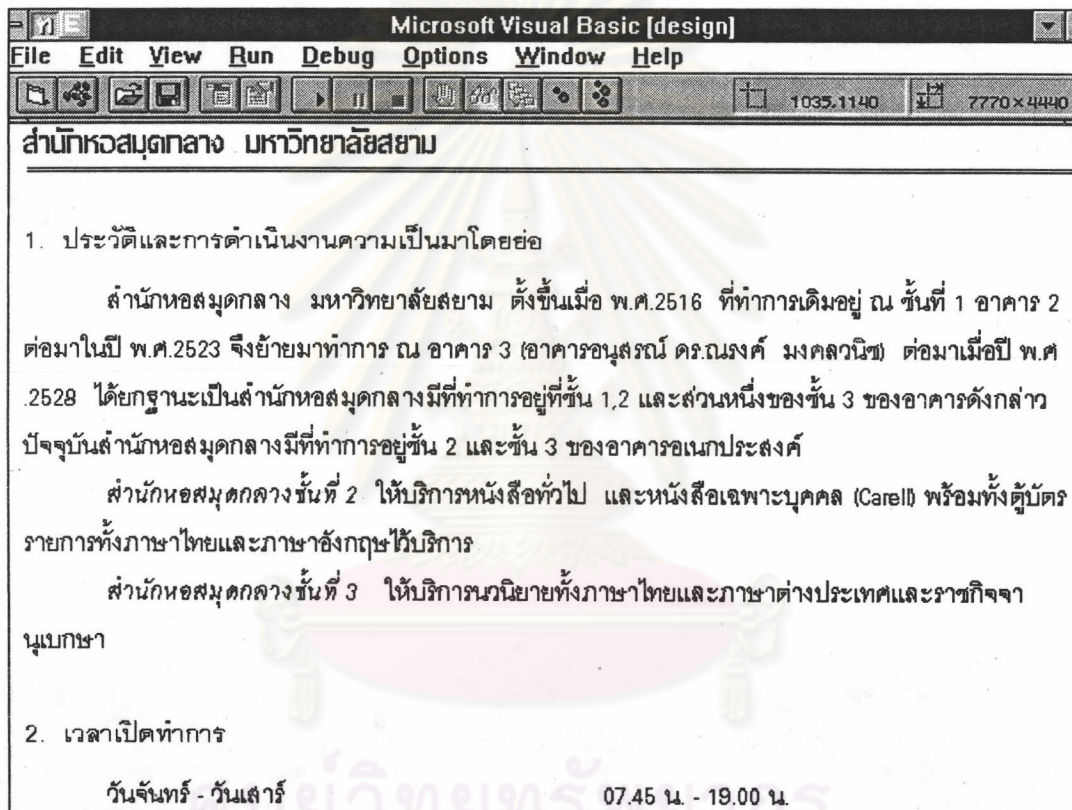 Microsoft Visual Basic [design]
File Edit View Run Debug Options Window Help
1035,1140 7770×4440
สำนักหอสมุดกลาง มหาวิทยาลัยสยาม
1. ประวัติและการดำเนินงานความเป็นมาโดยย่อ
สำนักหอสมุดกลาง มหาวิทยาลัยสยาม ตั้งขึ้นเมื่อ พ.ศ.2516 ที่ทำการเดิมอยู่ ณ ชั้นที่ 1 อาคาร 2
ต่อมาในปี พ.ศ.2523 จึงย้ายมาทำการ ณ อาคาร 3 (อาคารอนุสรณ์ ดร.ณรงค์ มงคลวนิช) ต่อมาเมื่อปี พ.ศ
.2528 ได้ยกฐานะเป็นสำนักหอสมุดกลางมีที่ทำการอยู่ที่ชั้น 1,2 และส่วนหนึ่งของชั้น 3 ของอาคารดังกล่าว
ปัจจุบันสำนักหอสมุดกลางมีที่ทำการอยู่ชั้น 2 และชั้น 3 ของอาคารอเนกประสงค์
สำนักหอสมุดกลางชั้นที่ 2 ให้บริการหนังสือทั่วไป และหนังสือเฉพาะบุคคล (Carell) พร้อมทั้งตู้บัตร
รายการทั้งภาษาไทยและภาษาอังกฤษไว้บริการ
สำนักหอสมุดกลางชั้นที่ 3 ให้บริการนวนิยายทั้งภาษาไทยและภาษาต่างประเทศและราชกิจจา
นุเบกษา
2. เวลาเปิดทำการ
วันจันทร์ - วันเสาร์ 07.45 น. - 19.00 น.
ศูนย์วิทยทรัพยากร